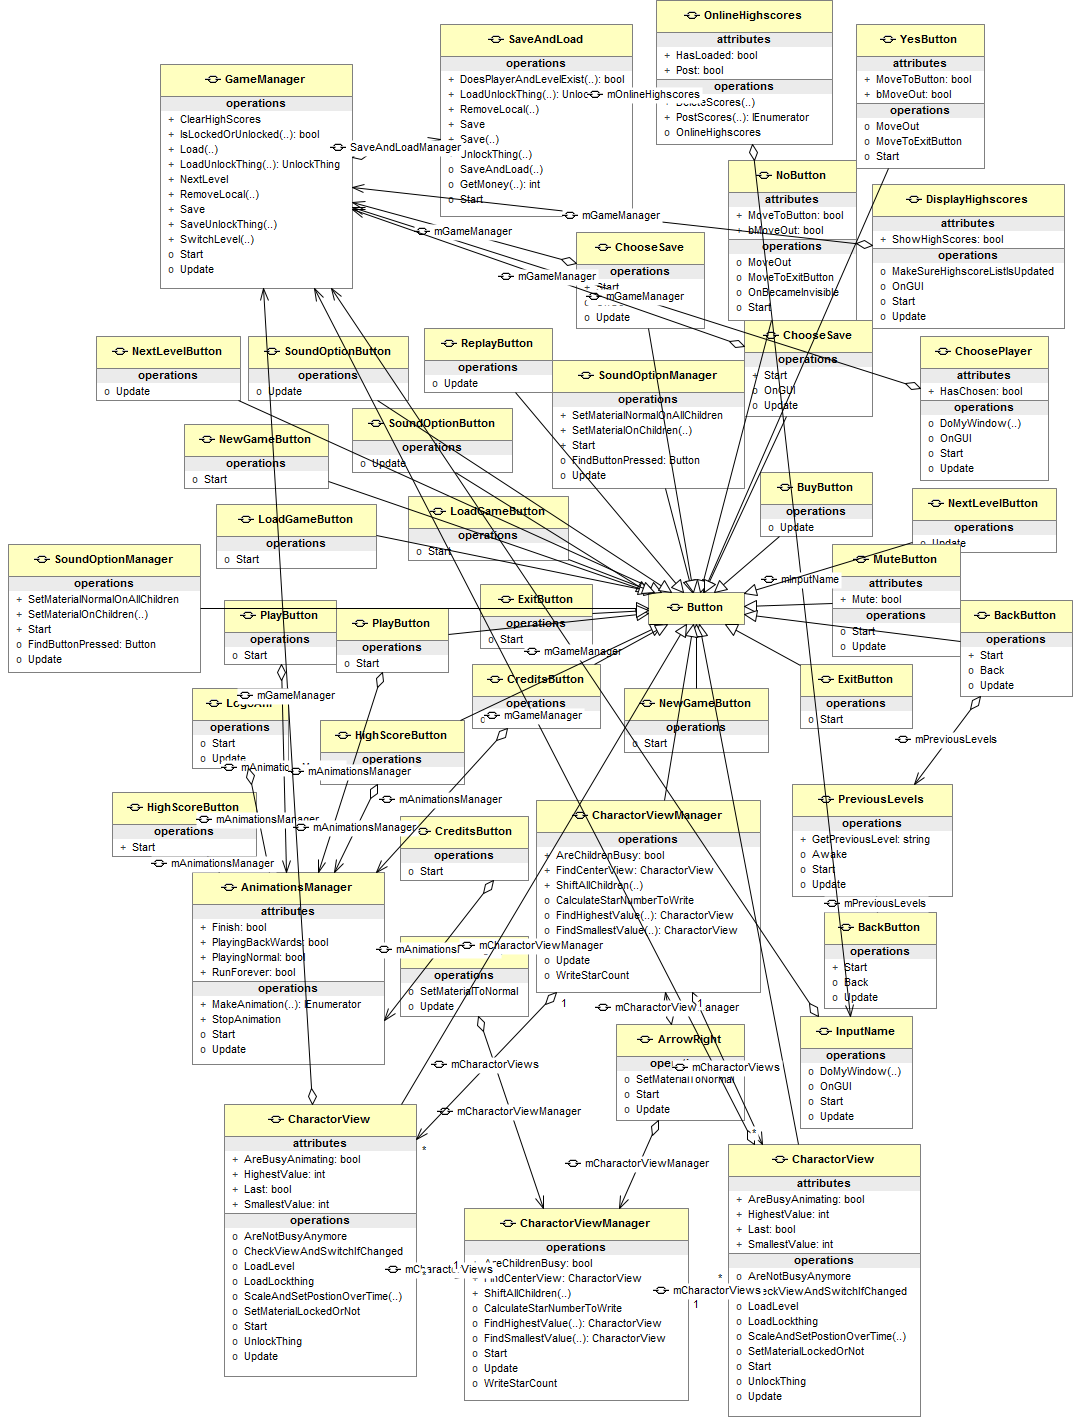 OnlineHighscores
attributes
+ HasLoaded: bool
+ Post: bool
operations
DeleteScores(..)
+ PostScores(..): IEnumerator
o OnlineHighscores
SaveAndLoad
operations
+ DoesPlayerAndLevelExist(..): bool
+ LoadUnlockThing(..): Unloc
+ RemoveLocal(..)
+ Save
+ Save(..)
UnlockThing(..)
o SaveAndLoad(..)
o GetMoney(..): int
o Start
mOnlineHighscores
YesButton
attributes
+ MoveToButton: bool
+ bMoveOut: bool
operations
o MoveOut
o MoveToExitButton
o Start
GameManager
operations
+ ClearHighScores
+ IsLockedOrUnlocked(..): bool
+ Load(..)
+ LoadUnlockThing(..): UnlockThing
+ NextLevel
+ RemoveLocal(..)
+ Save
+ SaveUnlockThing(..)
+ SwitchLevel(..)
o Start
o Update
SaveAndLoadManager
NoButton
attributes
+ MoveToButton: bool
+ bMoveOut: bool
operations
o MoveOut
o MoveToExitButton
o OnBecameInvisible
o Start
DisplayHighscores
attributes
+ ShowHighScores: bool
operations
o MakeSureHighscoreListIsUpdated
o OnGUI
o Start
o Update
mGameManager
mGameManager
mGameManager
mGameManager
ChooseSave
operations
+ Start
o Update
ChooseSave
operations
+ Start
o OnGUI
o Update
ChoosePlayer
attributes
+ HasChosen: bool
operations
o DoMyWindow(..)
o OnGUI
o Start
o Update
NextLevelButton
operations
o Update
SoundOptionButton
operations
o Update
ReplayButton
operations
o Update
SoundOptionManager
operations
+ SetMaterialNormalOnAllChildren
+ SetMaterialOnChildren(..)
+ Start
o FindButtonPressed: Button
o Update
NewGameButton
operations
o Start
SoundOptionButton
operations
o Update
BuyButton
operations
o Update
NextLevelButton
operations
o Update
LoadGameButton
operations
o Start
LoadGameButton
operations
o Start
SoundOptionManager
operations
+ SetMaterialNormalOnAllChildren
+ SetMaterialOnChildren(..)
+ Start
o FindButtonPressed: Button
o Update
MuteButton
attributes
+ Mute: bool
operations
o Start
o Update
mInputName
Button
BackButton
operations
+ Start
o Back
o Update
ExitButton
operations
o Start
PlayButton
operations
o Start
PlayButton
operations
o Start
mGameManager
mGameManager
mGameManager
CreditsButton
operations
ExitButton
operations
o Start
NewGameButton
operations
o Start
operations
o Start
o Update
HighScoreButton
operations
mPreviousLevels
mAnimationsManager
mAnimationsManager
mAnimationsManager
mAnimationsManager
mAnimationsManager
HighScoreButton
operations
+ Start
CreditsButton
operations
o Start
CharactorViewManager
operations
+ AreChildrenBusy: bool
+ FindCenterView: CharactorView
+ ShiftAllChildren(..)
o CalculateStarNumberToWrite
o FindHighestValue(..): CharactorView
o FindSmallestValue(..): CharactorView
o Update
o WriteStarCount
PreviousLevels
operations
+ GetPreviousLevel: string
o Awake
o Start
o Update
mPreviousLevels
AnimationsManager
attributes
+ Finish: bool
+ PlayingBackWards: bool
+ PlayingNormal: bool
+ RunForever: bool
operations
+ MakeAnimation(..): IEnumerator
+ StopAnimation
o Start
o Update
BackButton
operations
+ Start
o Back
o Update
mCharactorViewManager
operations
o SetMaterialToNormal
o Update
1
1
ArrowRight
o SetMaterialToNormal
o Start
o Update
InputName
operations
o DoMyWindow(..)
o OnGUI
o Start
o Update
mCharactorViews
mCharactorViews
mCharactorViewManager
mCharactorViewManager
*
*
CharactorView
attributes
+ AreBusyAnimating: bool
+ HighestValue: int
+ Last: bool
+ SmallestValue: int
operations
o AreNotBusyAnymore
o CheckViewAndSwitchIfChanged
o LoadLevel
o LoadLockthing
o ScaleAndSetPostionOverTime(..)
o SetMaterialLockedOrNot
o Start
o UnlockThing
o Update
CharactorViewManager
operations
AreChildrenBusy: bool
+ FindCenterView: CharactorView
+ ShiftAllChildren(..)
o CalculateStarNumberToWrite
o FindHighestValue(..): CharactorView
o FindSmallestValue(..): CharactorView
o Start
o Update
o WriteStarCount
mCharactorViews
1
*
mCharactorViews
*
1
CharactorView
attributes
+ AreBusyAnimating: bool
+ HighestValue: int
+ Last: bool
+ SmallestValue: int
operations
o AreNotBusyAnymore
eckViewAndSwitchIfChanged
o LoadLevel
o LoadLockthing
o ScaleAndSetPostionOverTime(..)
o SetMaterialLockedOrNot
o Start
o UnlockThing
o Update